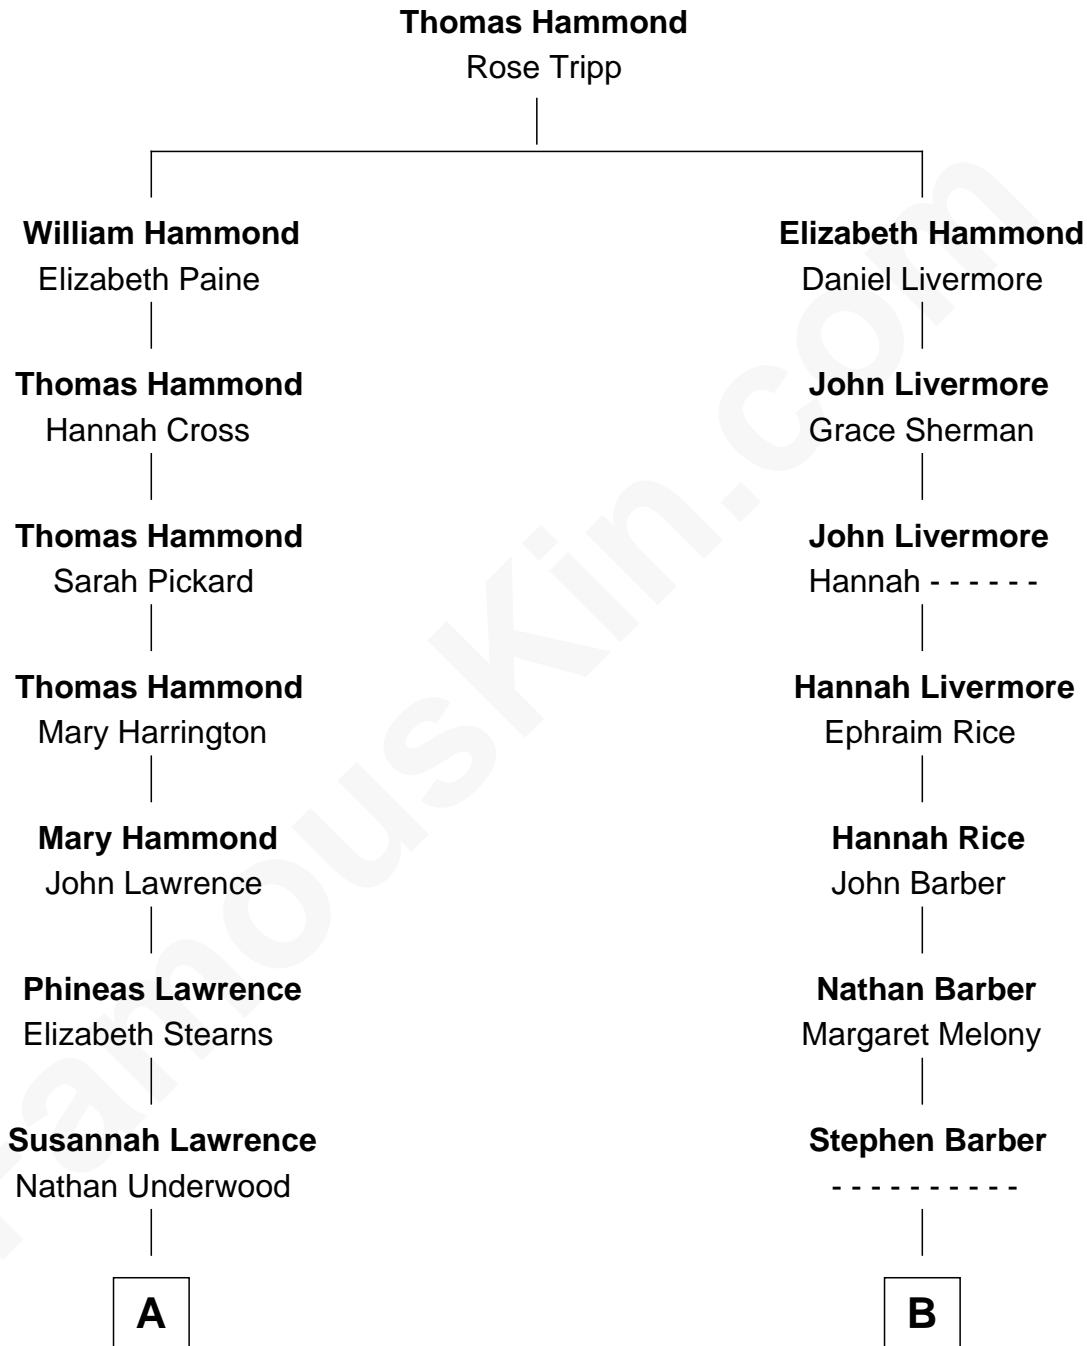 Thomas Hammond
Rose Tripp
William Hammond
Elizabeth Paine
Thomas Hammond
Hannah Cross
Thomas Hammond
Sarah Pickard
Thomas Hammond
Mary Harrington
Mary Hammond
John Lawrence
Phineas Lawrence
Elizabeth Stearns
Susannah Lawrence
Nathan Underwood
A
Elizabeth Hammond
Daniel Livermore
John Livermore
Grace Sherman
John Livermore
Hannah - - - - - -
Hannah Livermore
Ephraim Rice
Hannah Rice
John Barber
Nathan Barber
Margaret Melony
Stephen Barber
- - - - - - - - - -
B
FamousKin.com